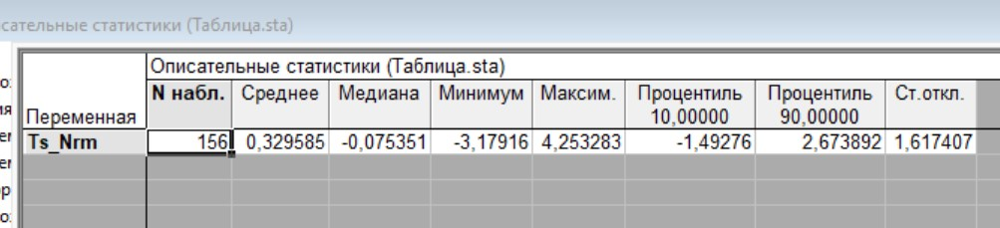 сательные статистики (Таблица.sta)
Описательные статистики (Таблица.sta)
Переменная N набл. Среднее Медиана Минимум Максим. Процентиль 10,00000 Процентиль 90,00000 Ст.откл.
Ts_Nrm 156 0,329585 -0,075351 -3,17916 4,253283 -1,49276 2,673892 1,617407